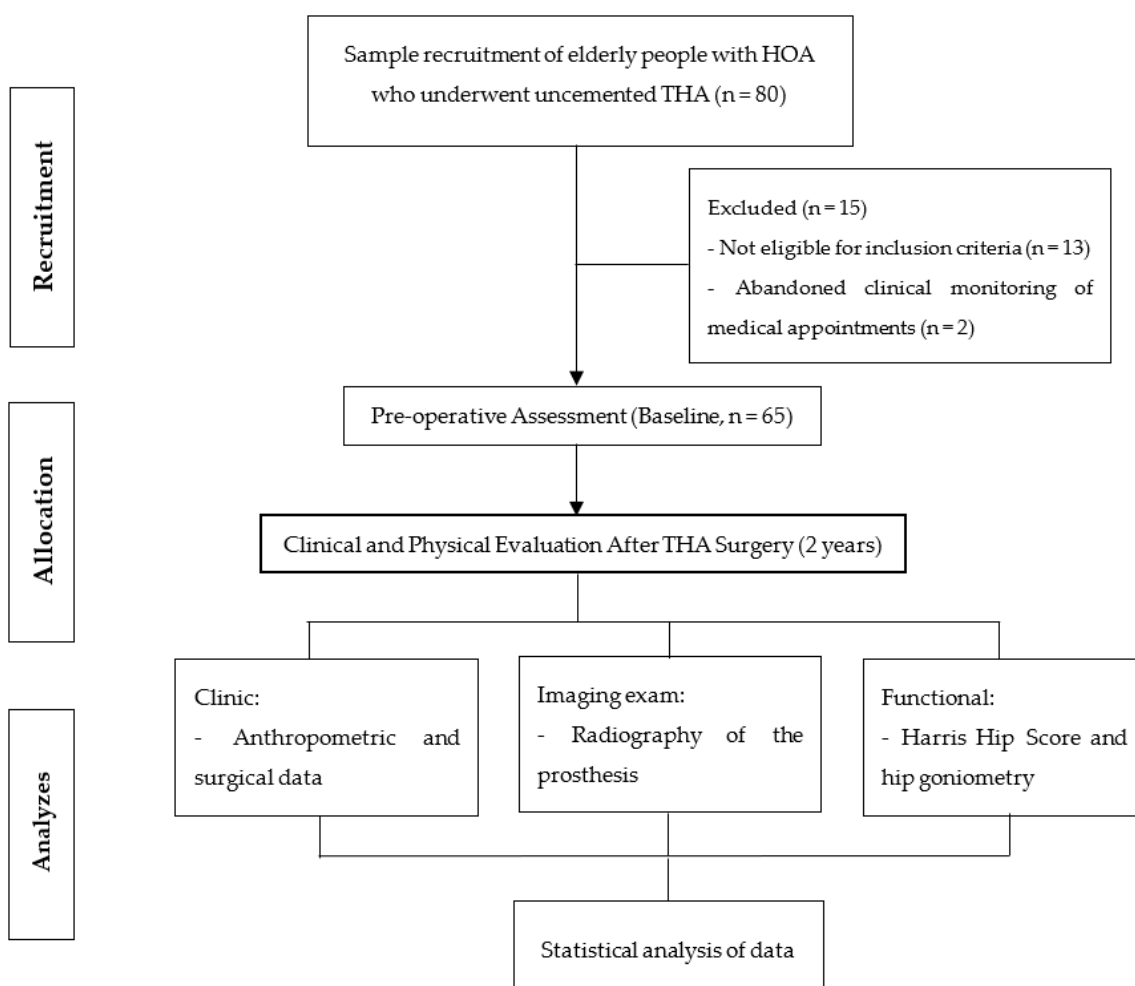 Recruitment
Sample recruitment of elderly people with HOA
who underwent uncemented THA (n = 80)
Excluded (n = 15)
- Not eligible for inclusion criteria (n = 13)
- Abandoned clinical monitoring of
medical appointments (n = 2)
Allocation
Pre-operative Assessment (Baseline, n = 65)
Clinical and Physical Evaluation After THA Surgery (2 years)
Analyzes
Clinic:
- Anthropometric and
surgical data
Imaging exam:
- Radiography of the
prosthesis
Functional:
- Harris Hip Score and
hip goniometry
Statistical analysis of data